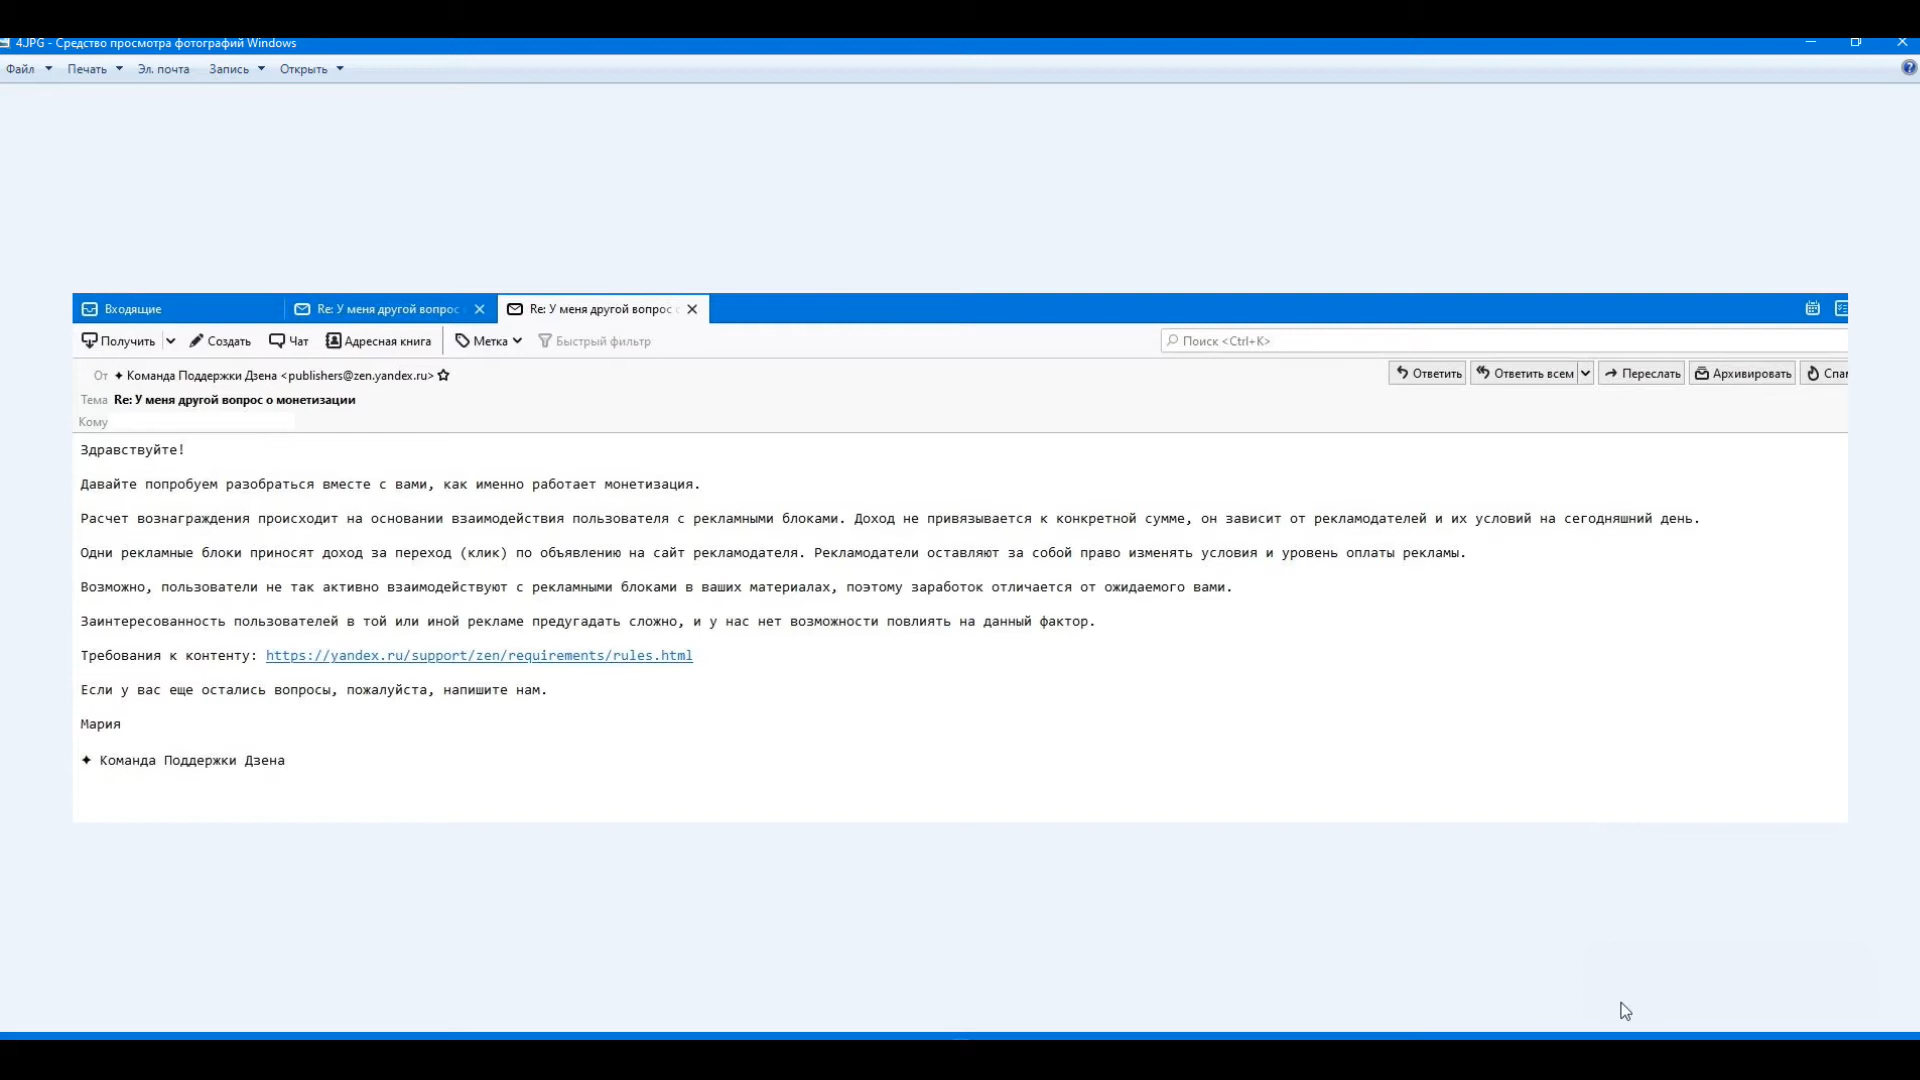 4.JPG - Средство просмотра фотографий Windows
Файл Печать Эл. почта Запись Открыть
Входящие Re: У меня другой вопрос Re: У меня другой вопрос
Получить Создать Чат Адресная книга Метка Быстрый фильтр Поиск <Ctrl+K>
От ✦ Команда Поддержки Дзена <publishers@zen.yandex.ru> Ответить Ответить всем Переслать Архивировать
Тема Re: У меня другой вопрос о монетизации
Кому
Здравствуйте!
Давайте попробуем разобраться вместе с вами, как именно работает монетизация.
Расчет вознаграждения происходит на основании взаимодействия пользователя с рекламными блоками. Доход не привязывается к конкретной сумме, он зависит от рекламодателей и их условий на сегодняшний день.
Одни рекламные блоки приносят доход за переход (клик) по объявлению на сайт рекламодателя. Рекламодатели оставляют за собой право изменять условия и уровень оплаты рекламы.
Возможно, пользователи не так активно взаимодействуют с рекламными блоками в ваших материалах, поэтому заработок отличается от ожидаемого вами.
Заинтересованность пользователей в той или иной рекламе предугадать сложно, и у нас нет возможности повлиять на данный фактор.
Требования к контенту: https://yandex.ru/support/zen/requirements/rules.html
Если у вас еще остались вопросы, пожалуйста, напишите нам.
Мария
✦ Команда Поддержки Дзена